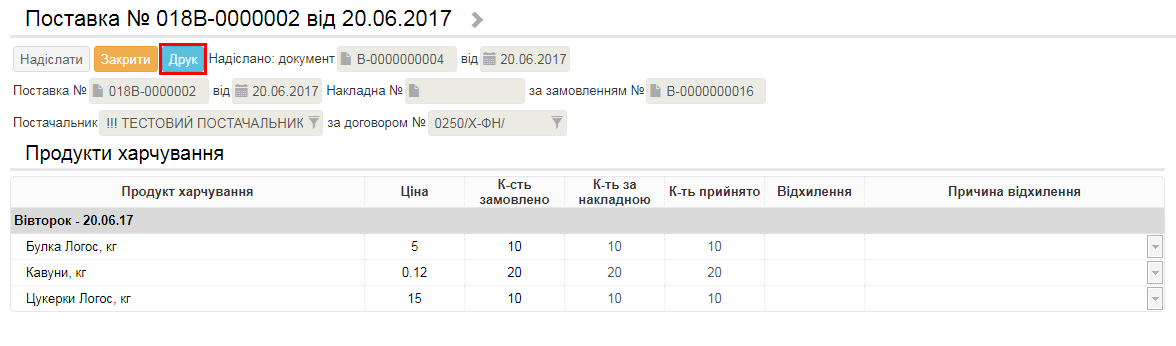 Поставка № 018В-0000002 від 20.06.2017
Надіслати Закрити Друк Надіслано: документ В-0000000004 від 20.06.2017
Поставка № 018В-0000002 від 20.06.2017 Накладна № за замовленням № В-0000000016
Постачальник !!! ТЕСТОВИЙ ПОСТАЧАЛЬНИК за договором № 0250/Х-ФН/
Продукти харчування
Продукт харчування Ціна К-сть замовлено К-ть за накладною К-ть прийнято Відхилення Причина відхилення
Вівторок - 20.06.17
Булка Логос, кг 5 10 10 10
Кавуни, кг 0.12 20 20 20
Цукерки Логос, кг 15 10 10 10